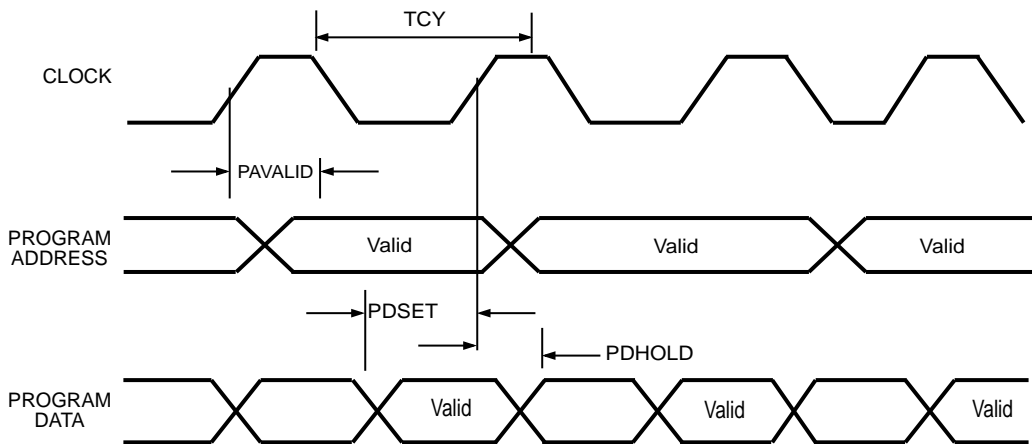 TCY
CLOCK
PAVALID
PROGRAM
ADDRESS
Valid
Valid
Valid
PDSET
PDHOLD
PROGRAM
DATA
Valid
Valid
Valid